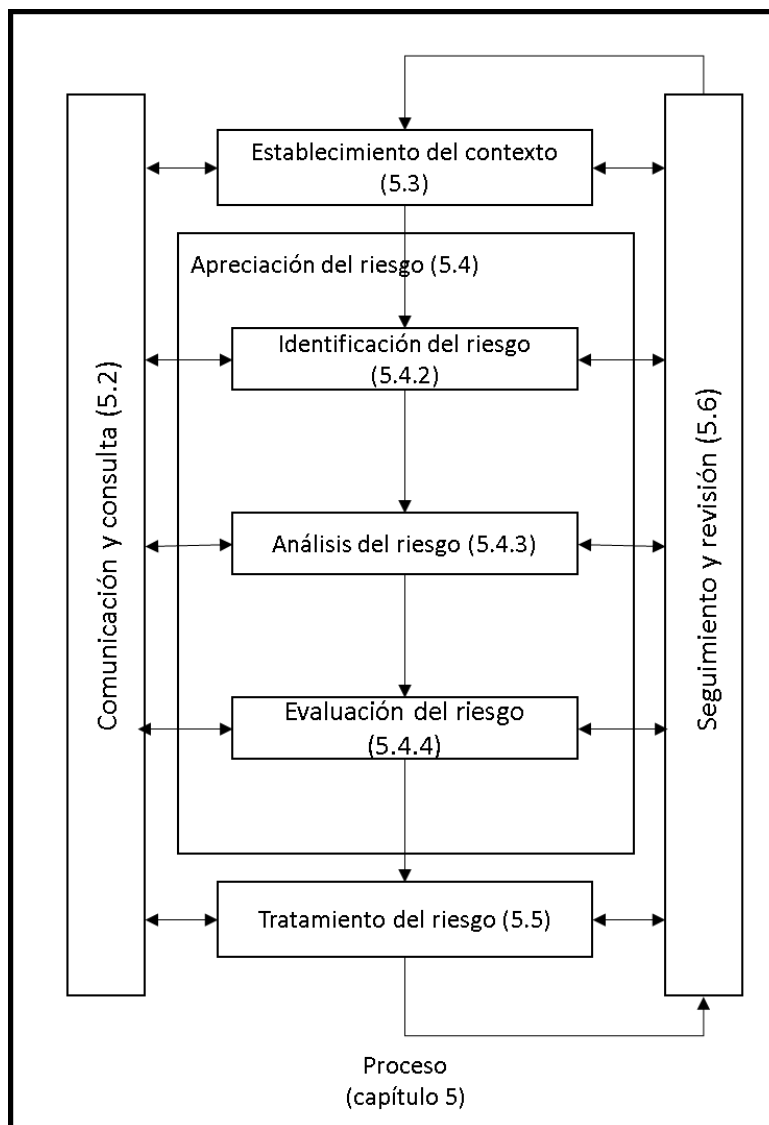 Establecimiento del contexto
(5.3)
Apreciación del riesgo (5.4)
Identificación del riesgo
(5.4.2)
Análisis del riesgo (5.4.3)
Evaluación del riesgo
(5.4.4)
Tratamiento del riesgo (5.5)
Comunicación y consulta (5.2)
Seguimiento y revisión (5.6)
Proceso
(capítulo 5)